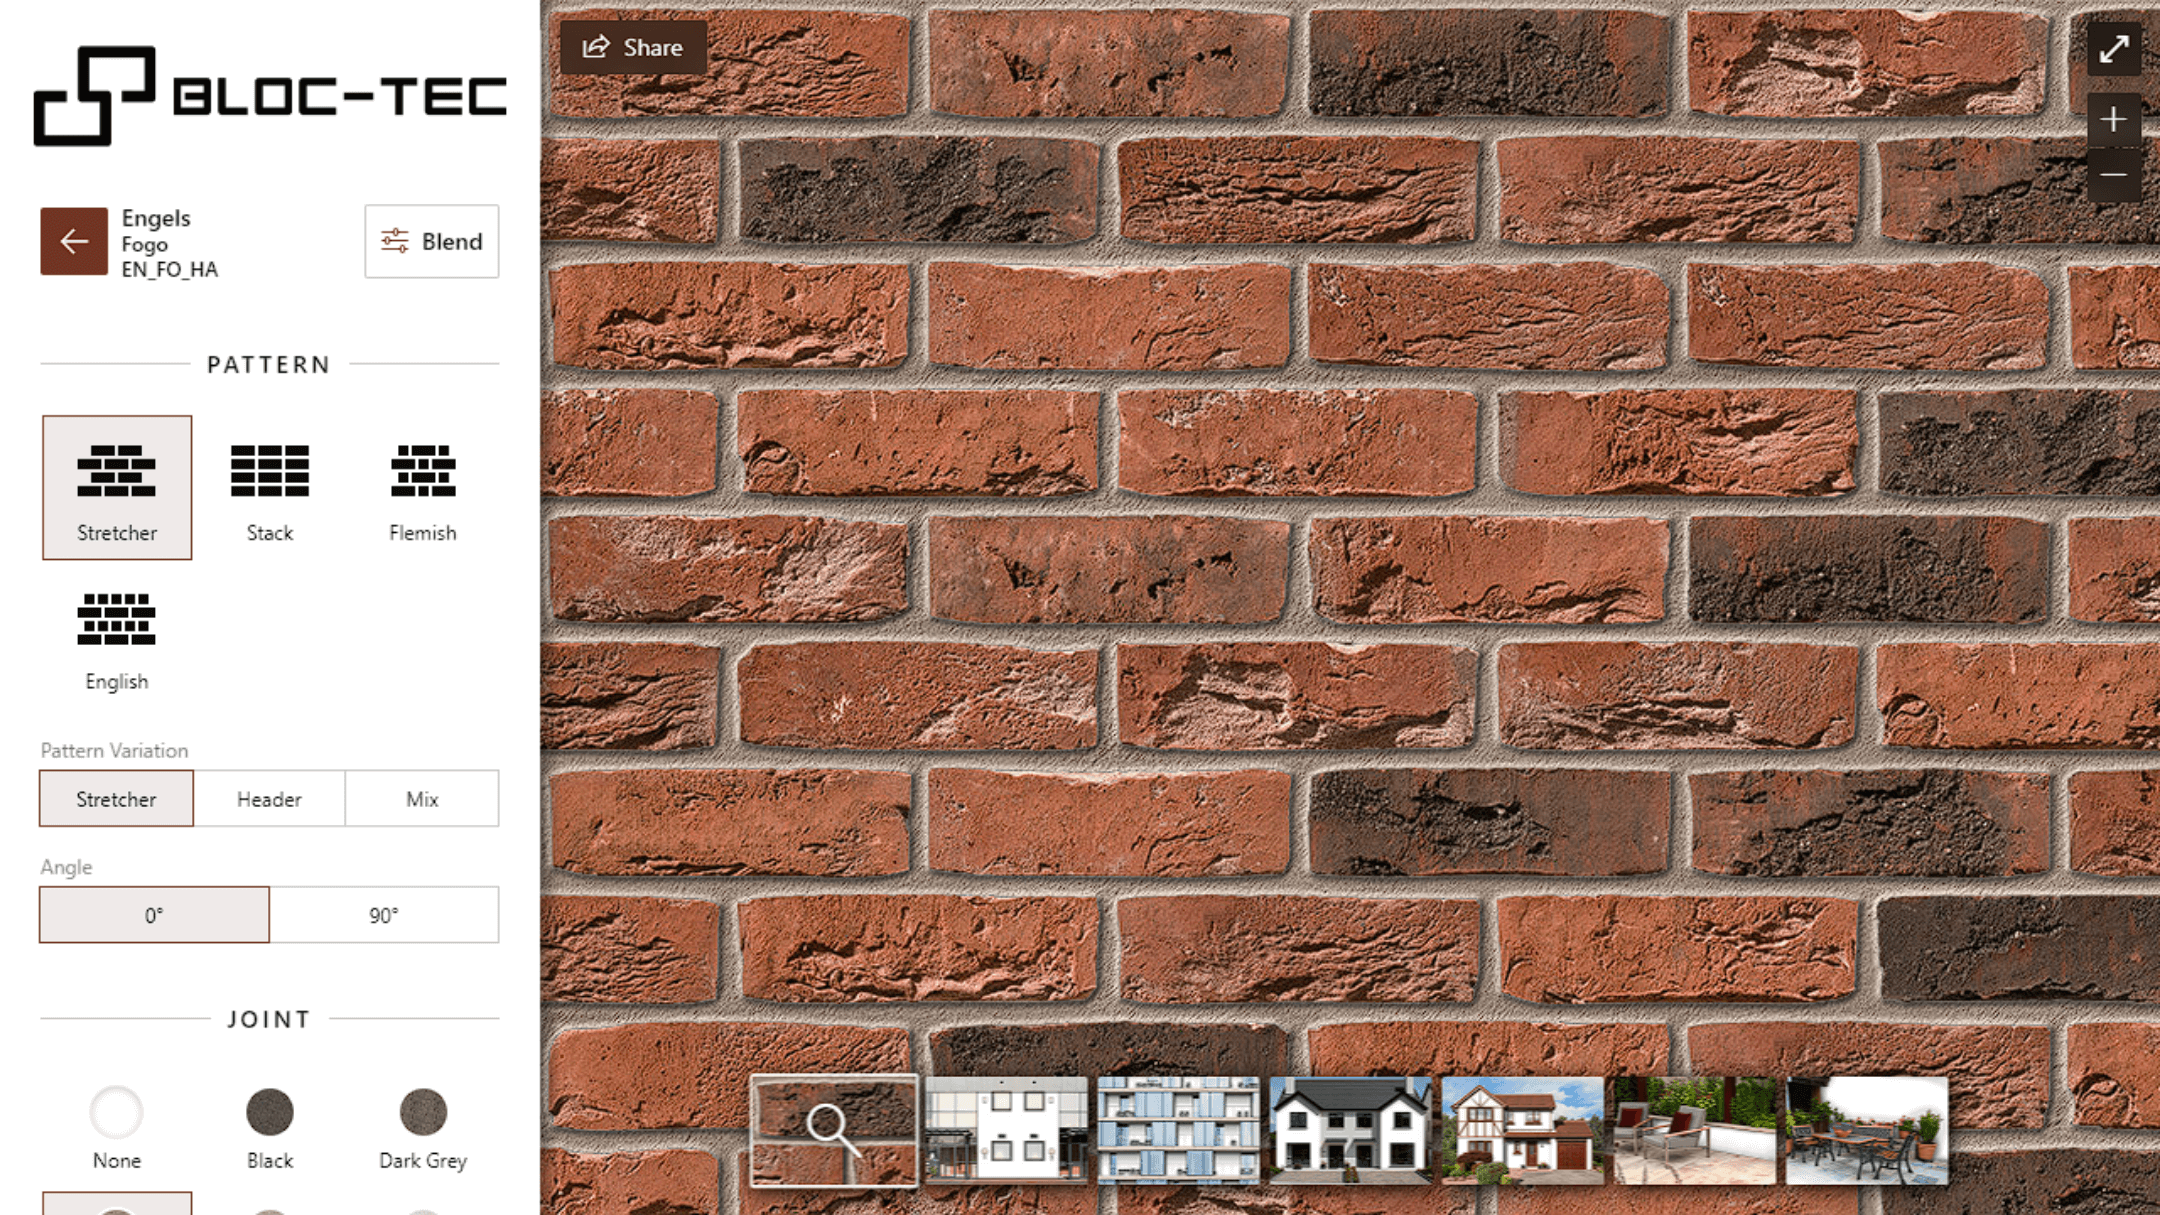 BLOC-TEC
Share
Engels
Fogo
EN_FO_HA
Blend
PATTERN
Stretcher
Stack
Flemish
English
Pattern Variation
Stretcher
Header
Mix
Angle
0°
90°
JOINT
None
Black
Dark Grey